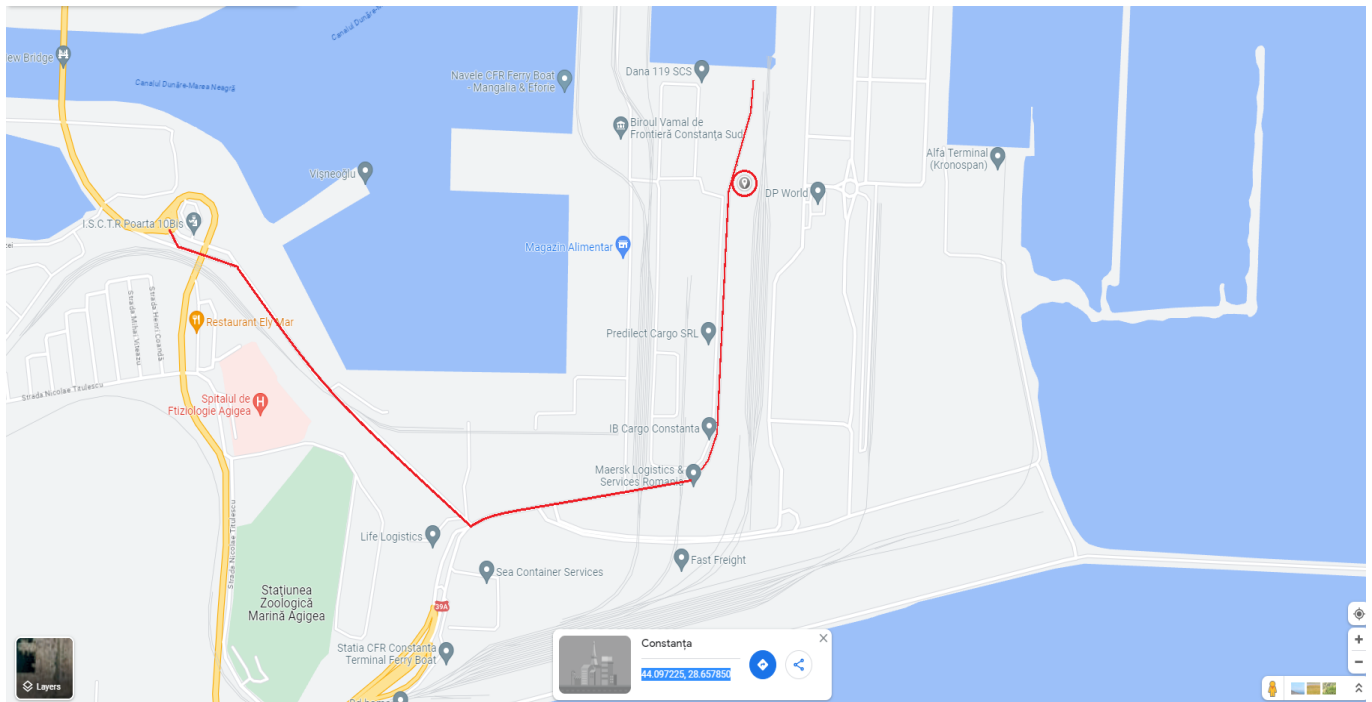 Canalul Dunăre-
ew Bridge
Canalul Dunăre-Marea Neagră
Navele CFR Ferry Boat
- Mangalia & Eforie
Dana 119 SCS
Biroul Vamal de
Frontieră Constanța Sud
Alfa Terminal
(Kronospan)
Vișneoglu
DP World
I.S.C.T.R Poarta 10Bis
zei
Magazin Alimentar
Strada Mihai Viteazu
Strada Henri Coandă
Restaurant Ely Mar
Predilect Cargo SRL
Strada Nicolae Titulescu
Spitalul de
Ftiziologie Agigea
IB Cargo Constanta
Maersk Logistics &
Services Romania
Strada Nicolae Titulescu
Life Logistics
Fast Freight
Sea Container Services
Stațiunea
Zoologică
Marină Agigea
39A
Statia CFR Constanta
Terminal Ferry Boat
Constanța
44.097225, 28.657850
Layers